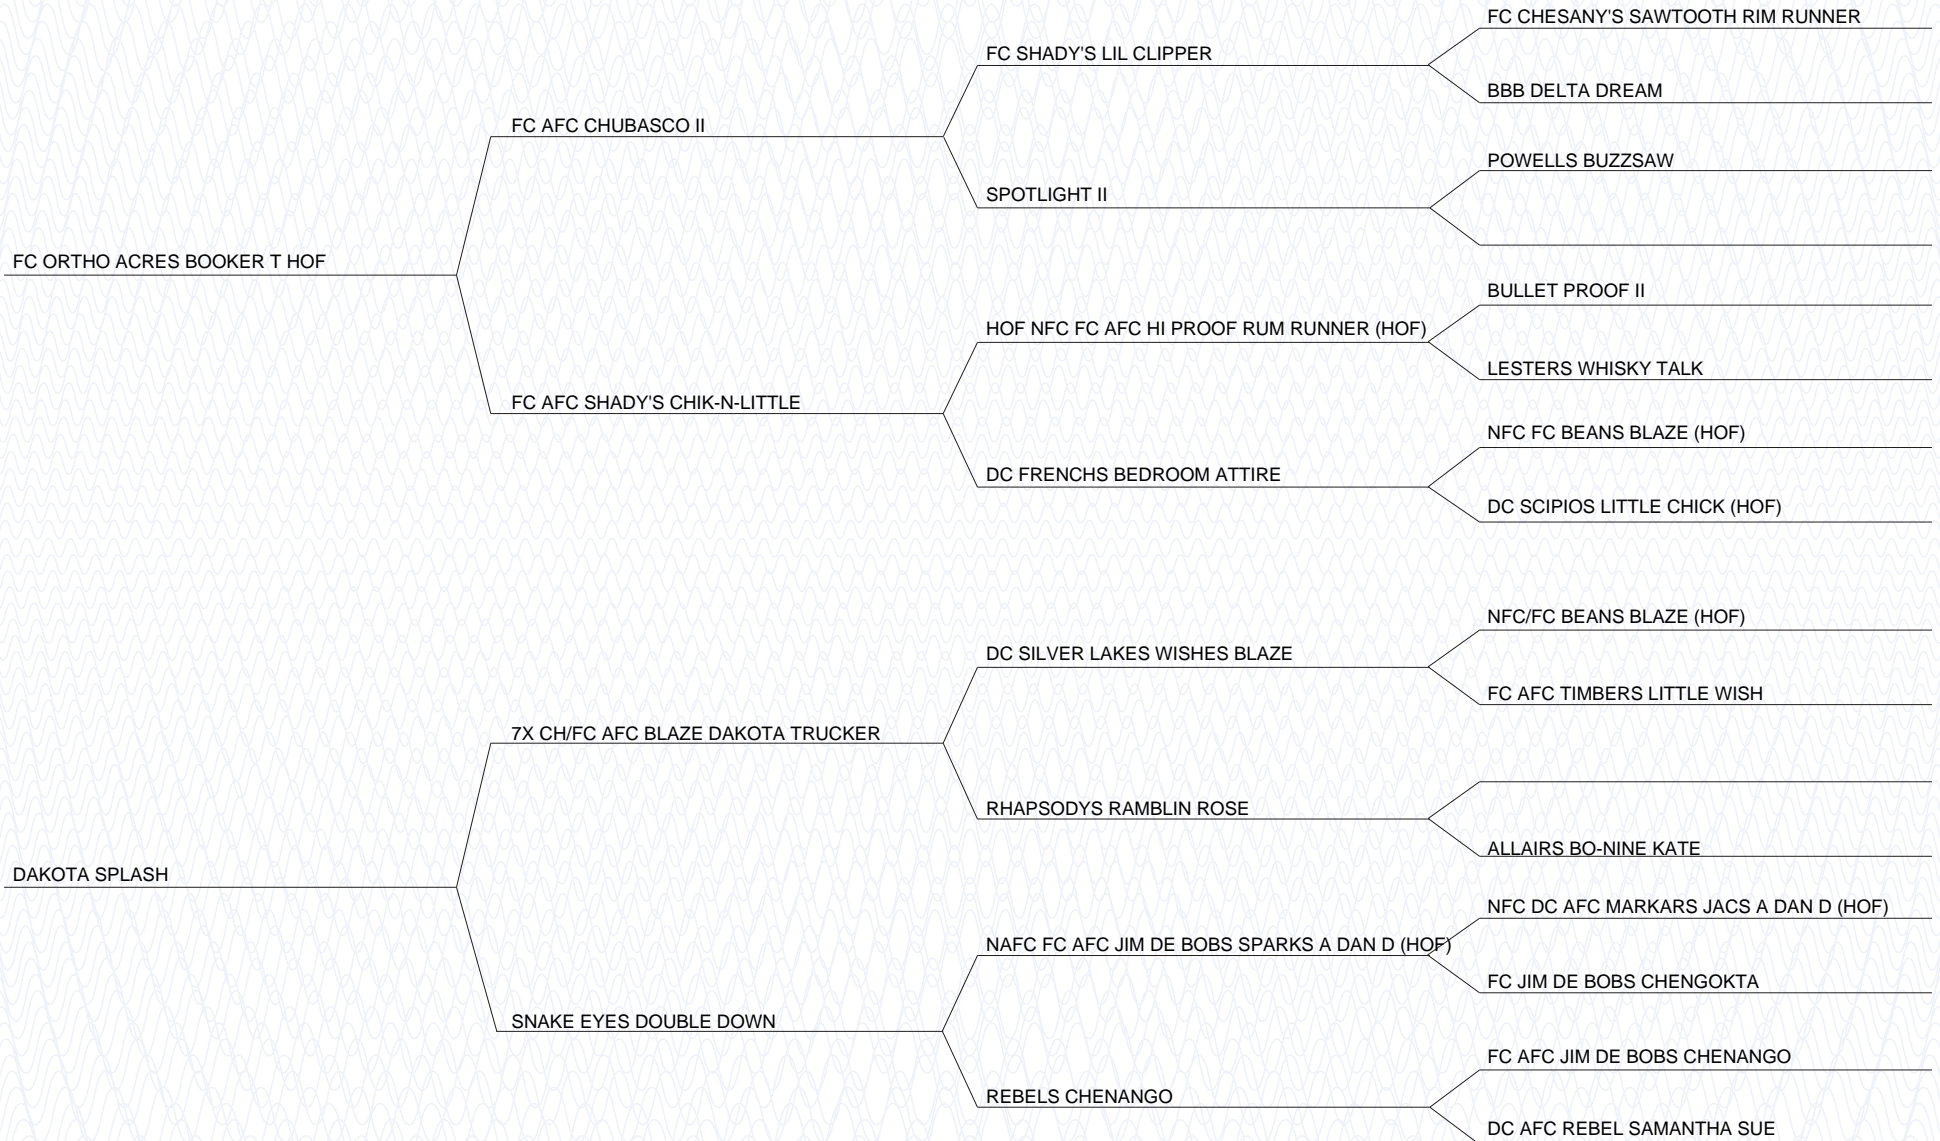 FC CHESANY'S SAWTOOTH RIM RUNNER
FC SHADY'S LIL CLIPPER
BBB DELTA DREAM
FC AFC CHUBASCO II
POWELLS BUZZSAW
SPOTLIGHT II
FC ORTHO ACRES BOOKER T HOF
BULLET PROOF II
HOF NFC FC AFC HI PROOF RUM RUNNER (HOF)
LESTERS WHISKY TALK
FC AFC SHADY'S CHIK-N-LITTLE
NFC FC BEANS BLAZE (HOF)
DC FRENCHS BEDROOM ATTIRE
DC SCIPIOS LITTLE CHICK (HOF)
NFC/FC BEANS BLAZE (HOF)
DC SILVER LAKES WISHES BLAZE
FC AFC TIMBERS LITTLE WISH
7X CH/FC AFC BLAZE DAKOTA TRUCKER
RHAPSODYS RAMBLIN ROSE
ALLAIRS BO-NINE KATE
DAKOTA SPLASH
NFC DC AFC MARKARS JACS A DAN D (HOF)
NAFC FC AFC JIM DE BOBS SPARKS A DAN D (HOF)
FC JIM DE BOBS CHENGOKTA
SNAKE EYES DOUBLE DOWN
FC AFC JIM DE BOBS CHENANGO
REBELS CHENANGO
DC AFC REBEL SAMANTHA SUE